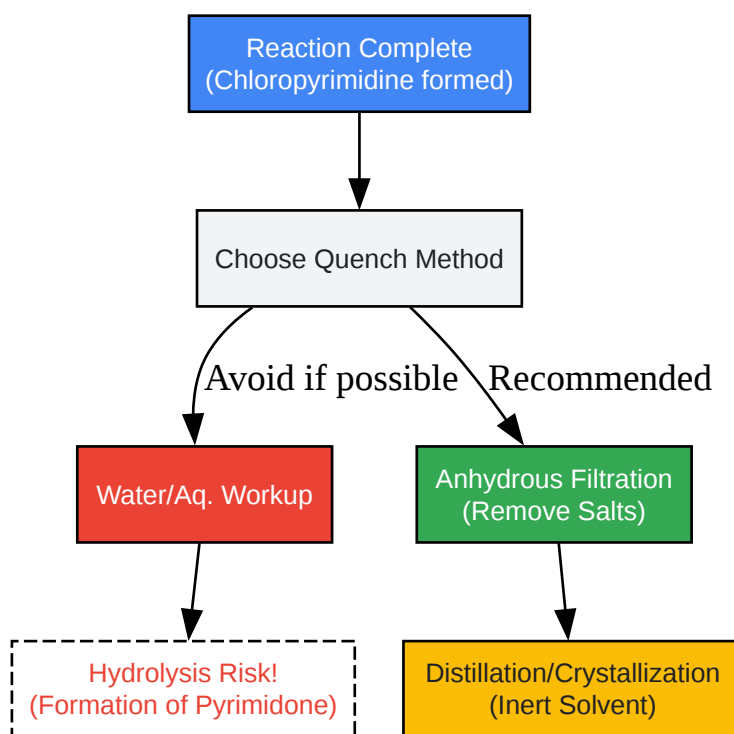 Reaction Complete
(Chloropyrimidine formed)
Choose Quench Method
Avoid if possible
Recommended
Water/Aq. Workup
Anhydrous Filtration
(Remove Salts)
Hydrolysis Risk!
(Formation of Pyrimidone)
Distillation/Crystallization
(Inert Solvent)